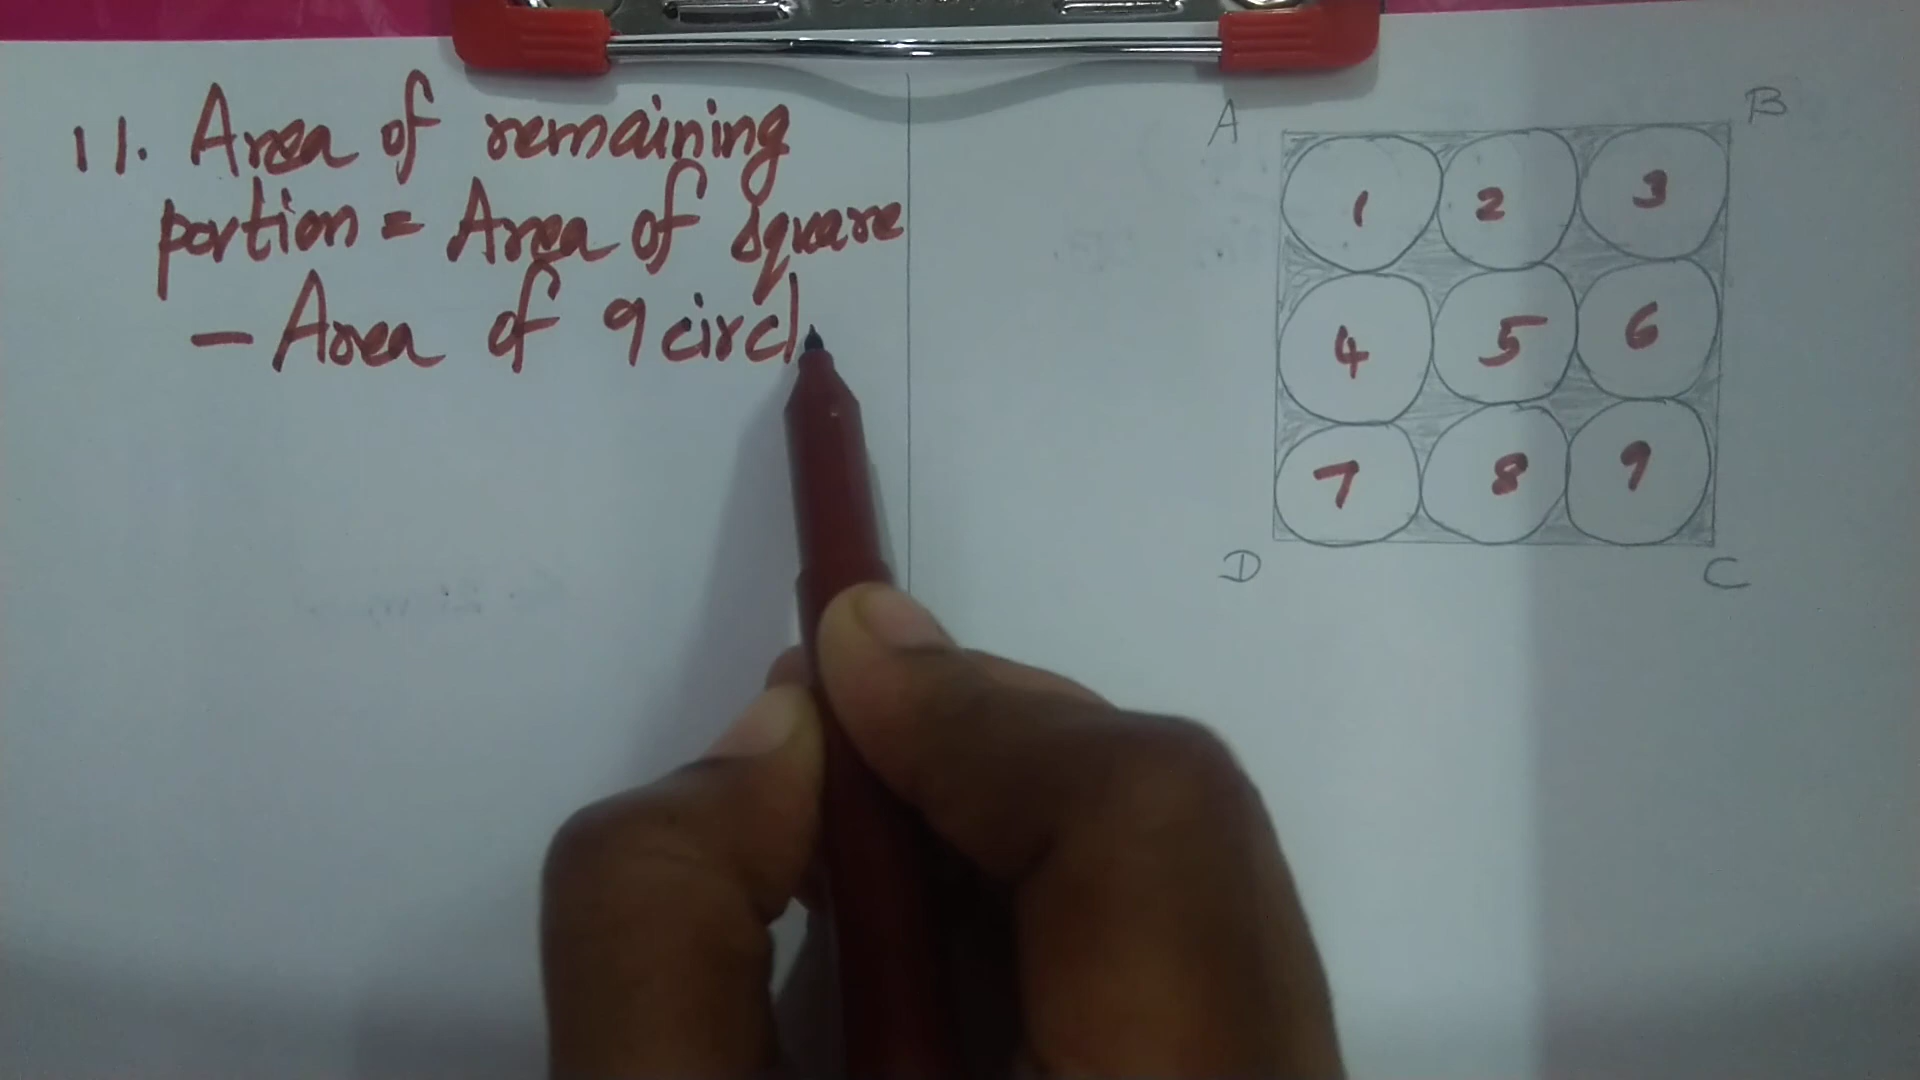 11. Area of remaining
portion = Area of square
- Area of 9 circl
A
B
1 2 3
4 5 6
7 8 9
D
C